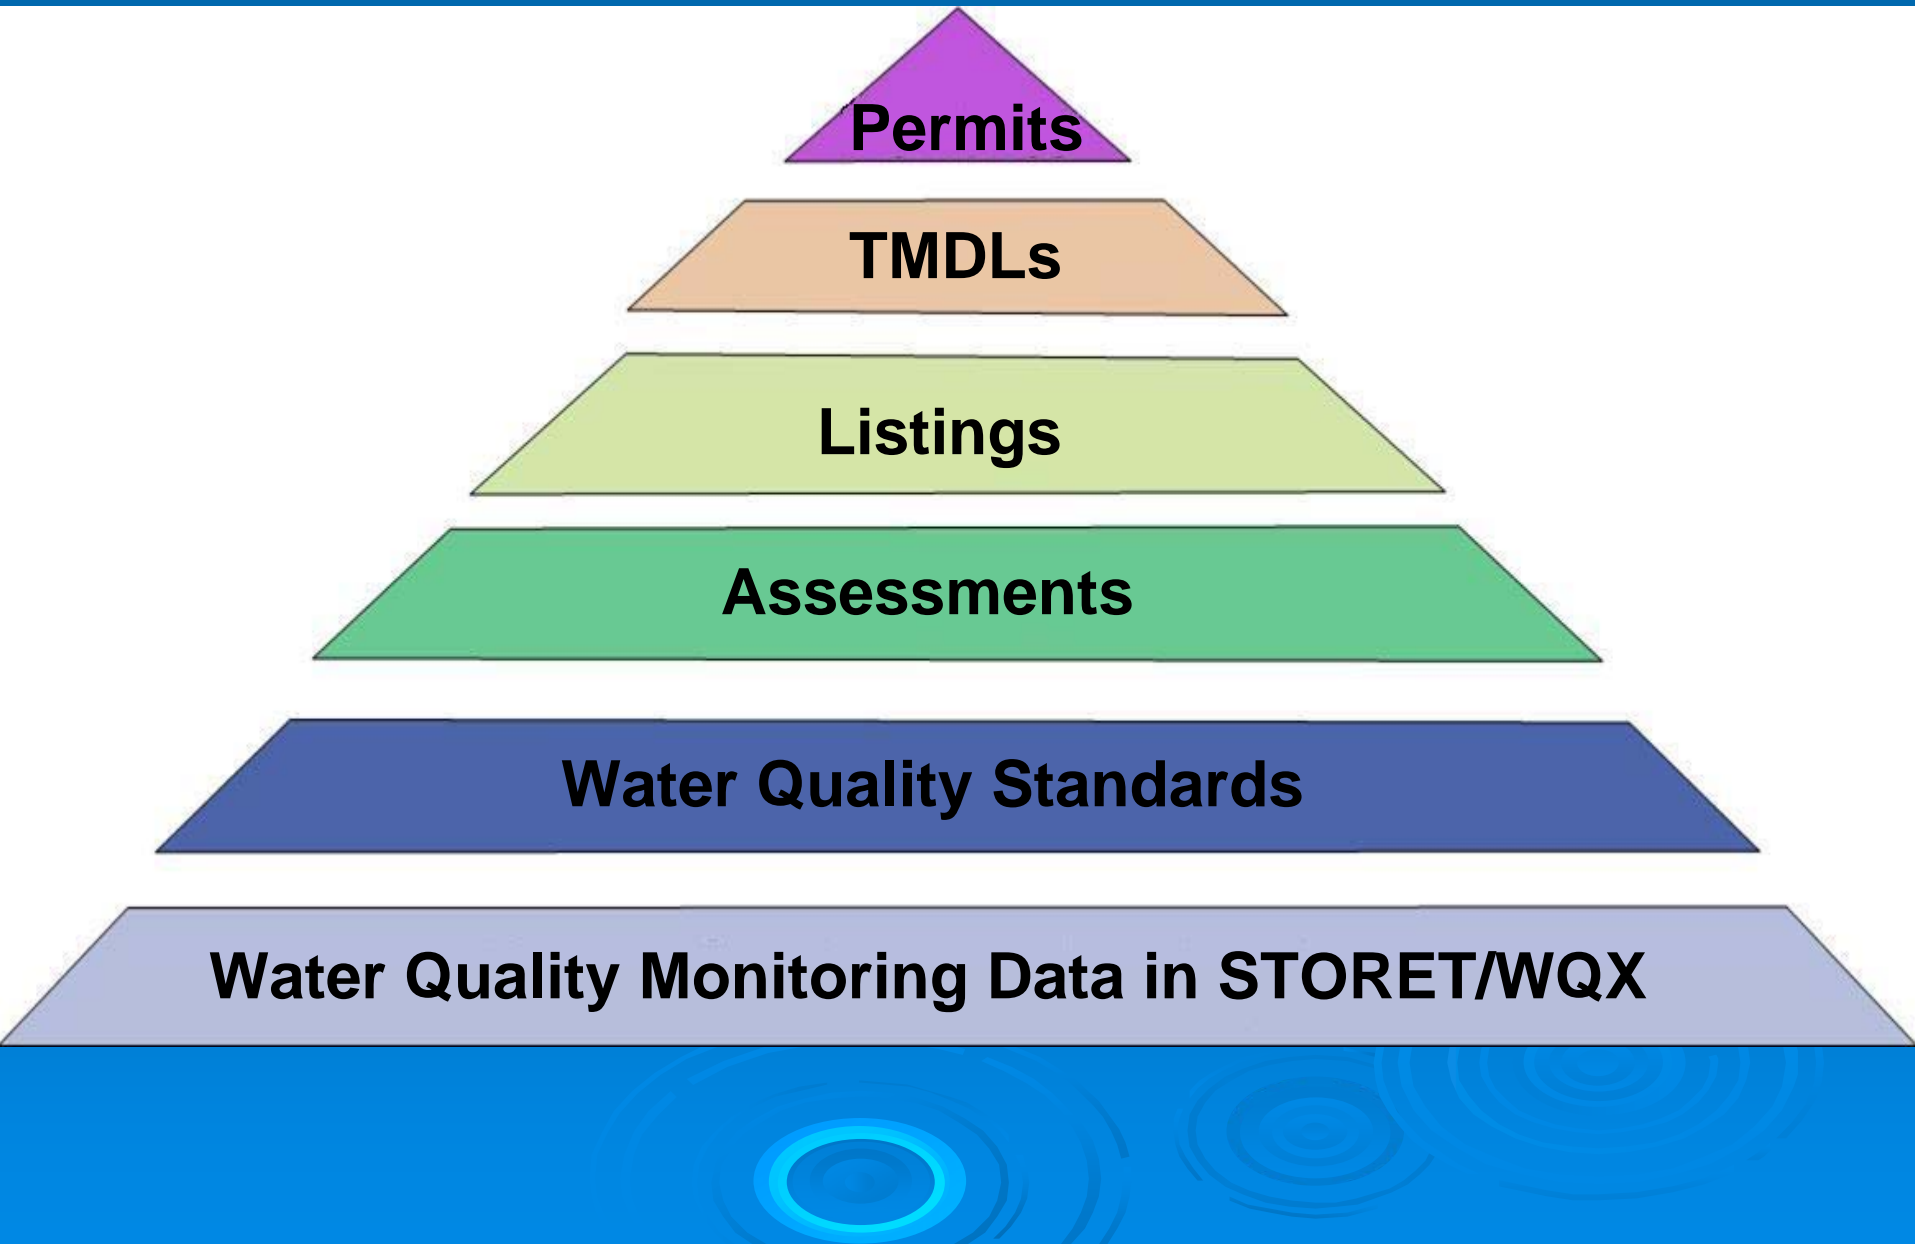 Permits
TMDLs
Listings
Assessments
Water Quality Standards
Water Quality Monitoring Data in STORET/WQX